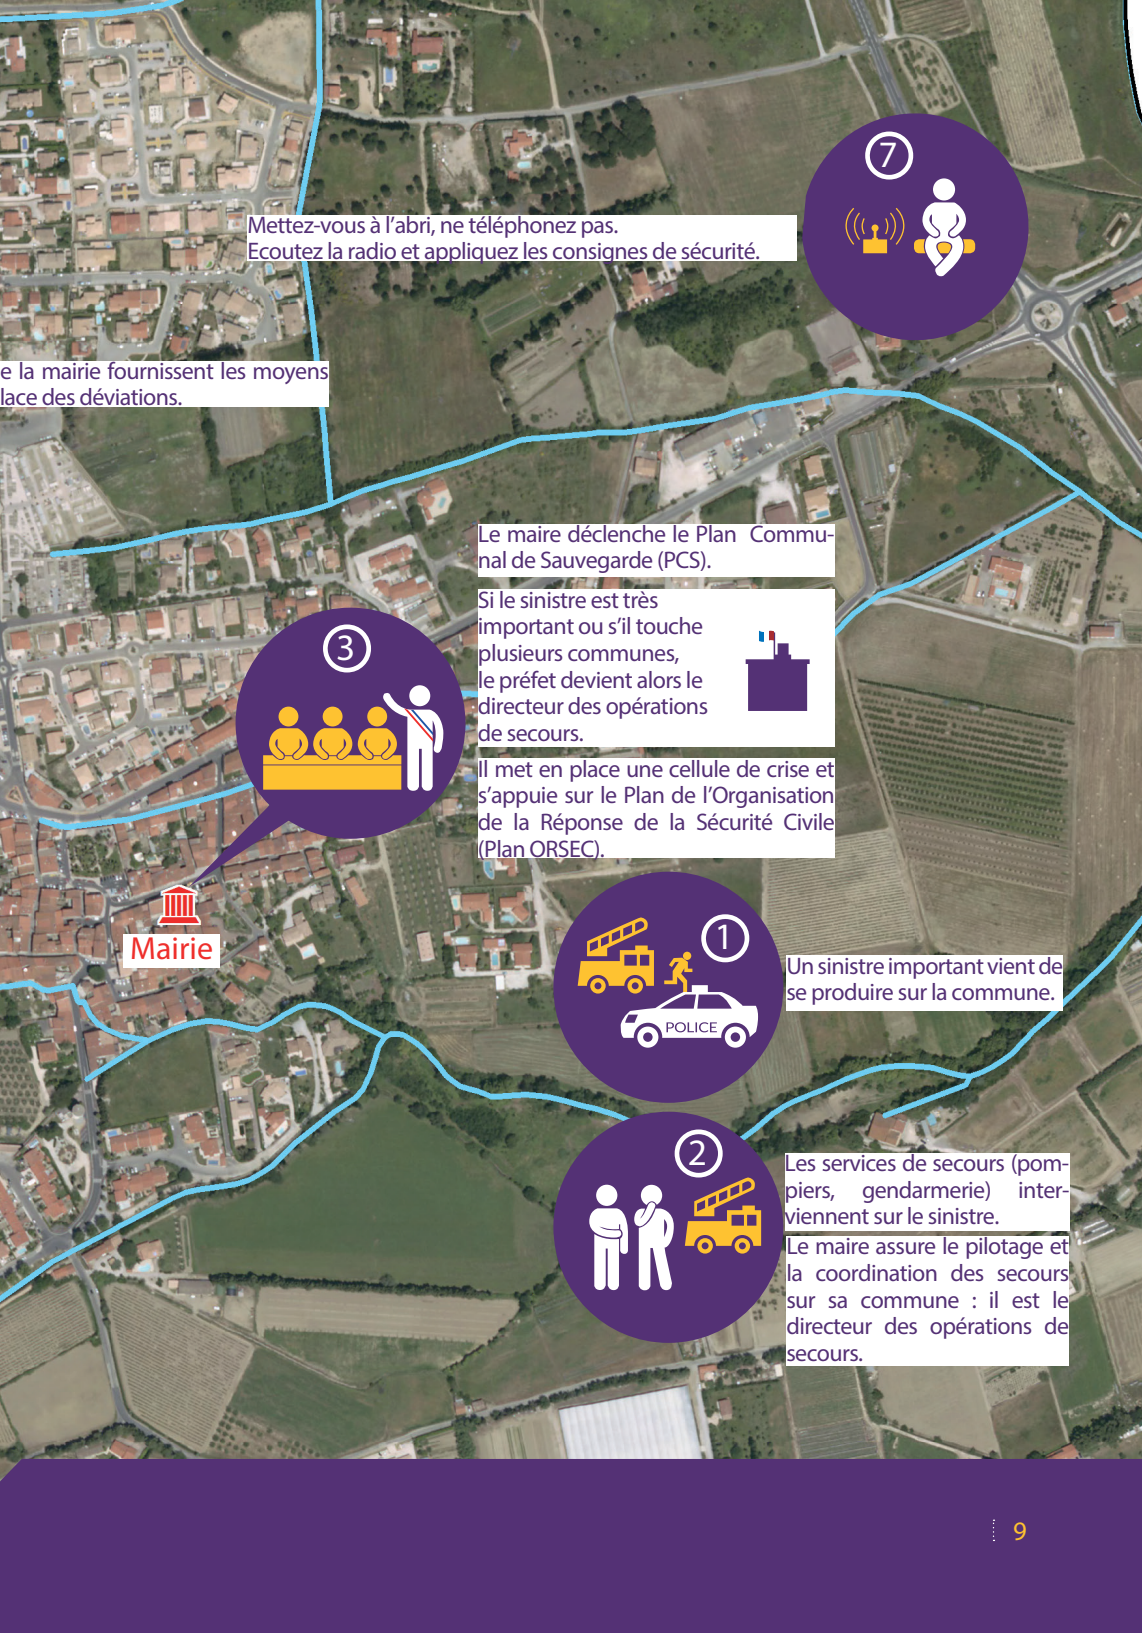 7
Mettez-vous à l'abri, ne téléphonez pas.
Ecoutez la radio et appliquez les consignes de sécurité.
e la mairie fournissent les moyens
lace des déviations.
Le maire déclenche le Plan Commu-
nal de Sauvegarde (PCS).
3
Si le sinistre est très
important ou s'il touche
plusieurs communes,
le préfet devient alors le
directeur des opérations
de secours.
Il met en place une cellule de crise et
s'appuie sur le Plan de l'Organisation
de la Réponse de la Sécurité Civile
(Plan ORSEC).
Mairie
1
POLICE
Un sinistre important vient de
se produire sur la commune.
2
Les services de secours (pom-
piers, gendarmerie) inter-
viennent sur le sinistre.
Le maire assure le pilotage et
la coordination des secours
sur sa commune : il est le
directeur des opérations de
secours.
9